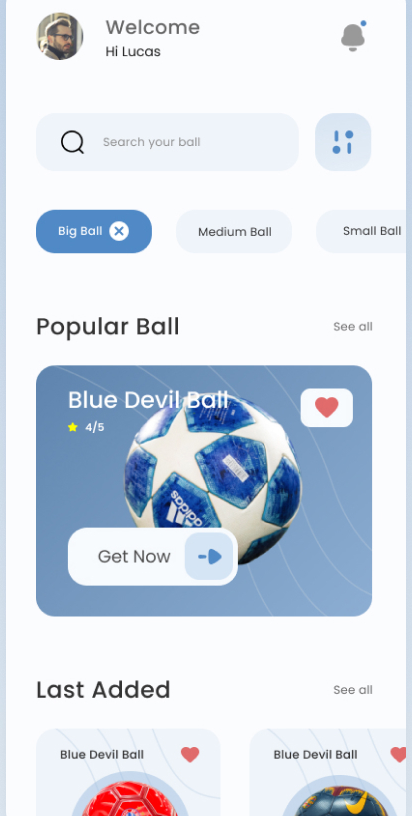 Welcome
Hi Lucas
Search your ball
Big Ball
Medium Ball
Small Ball
Popular Ball
See all
Blue Devil Ball
4/5
adidas
Get Now
Last Added
See all
Blue Devil Ball
Blue Devil Ball